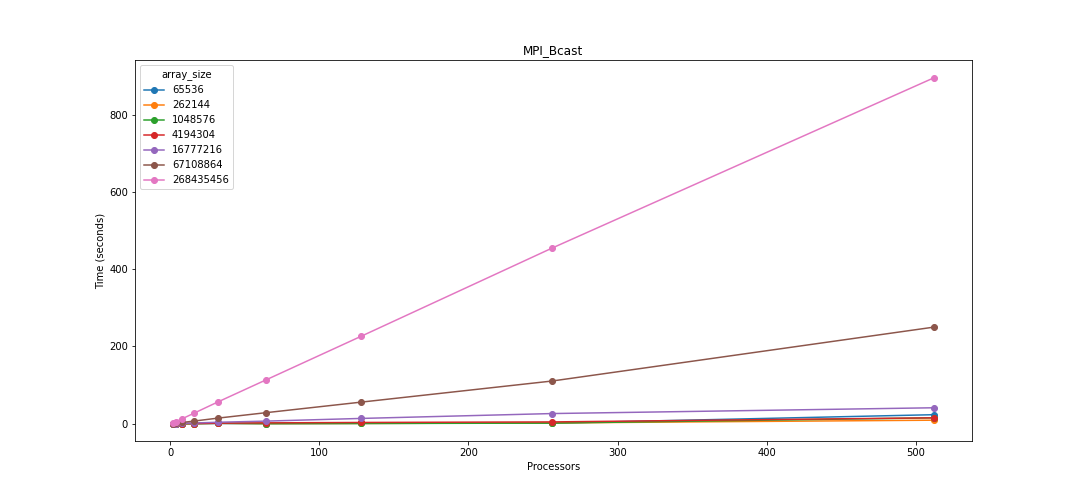 MPI_Bcast
array_size
65536
262144
1048576
4194304
16777216
67108864
268435456
Time (seconds)
800
600
400
200
0
0 100 200 300 400 500
Processors